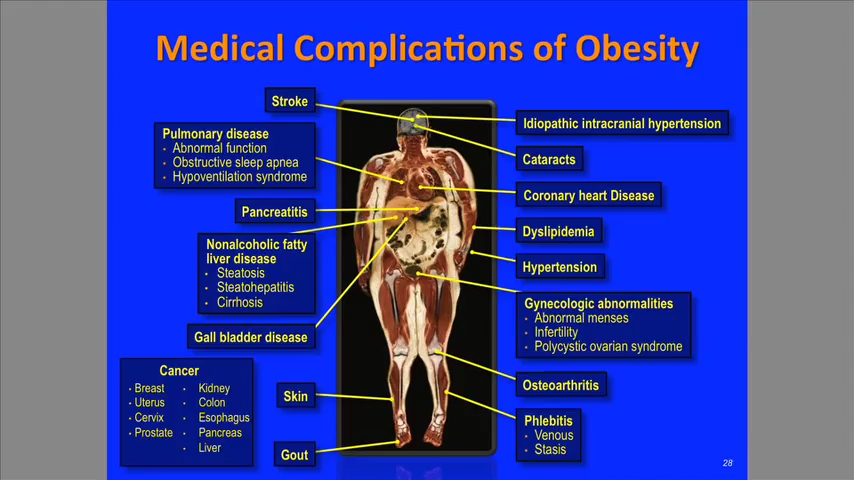 Medical Complications of Obesity
Stroke
Pulmonary disease
• Abnormal function
• Obstructive sleep apnea
• Hypoventilation syndrome
Pancreatitis
Nonalcoholic fatty
liver disease
• Steatosis
• Steatohepatitis
• Cirrhosis
Gall bladder disease
Cancer
• Breast
• Uterus
• Cervix
• Prostate
• Kidney
• Colon
• Esophagus
• Pancreas
• Liver
Skin
Gout
Idiopathic intracranial hypertension
Cataracts
Coronary heart Disease
Dyslipidemia
Hypertension
Gynecologic abnormalities
• Abnormal menses
• Infertility
• Polycystic ovarian syndrome
Osteoarthritis
Phlebitis
• Venous
• Stasis
28